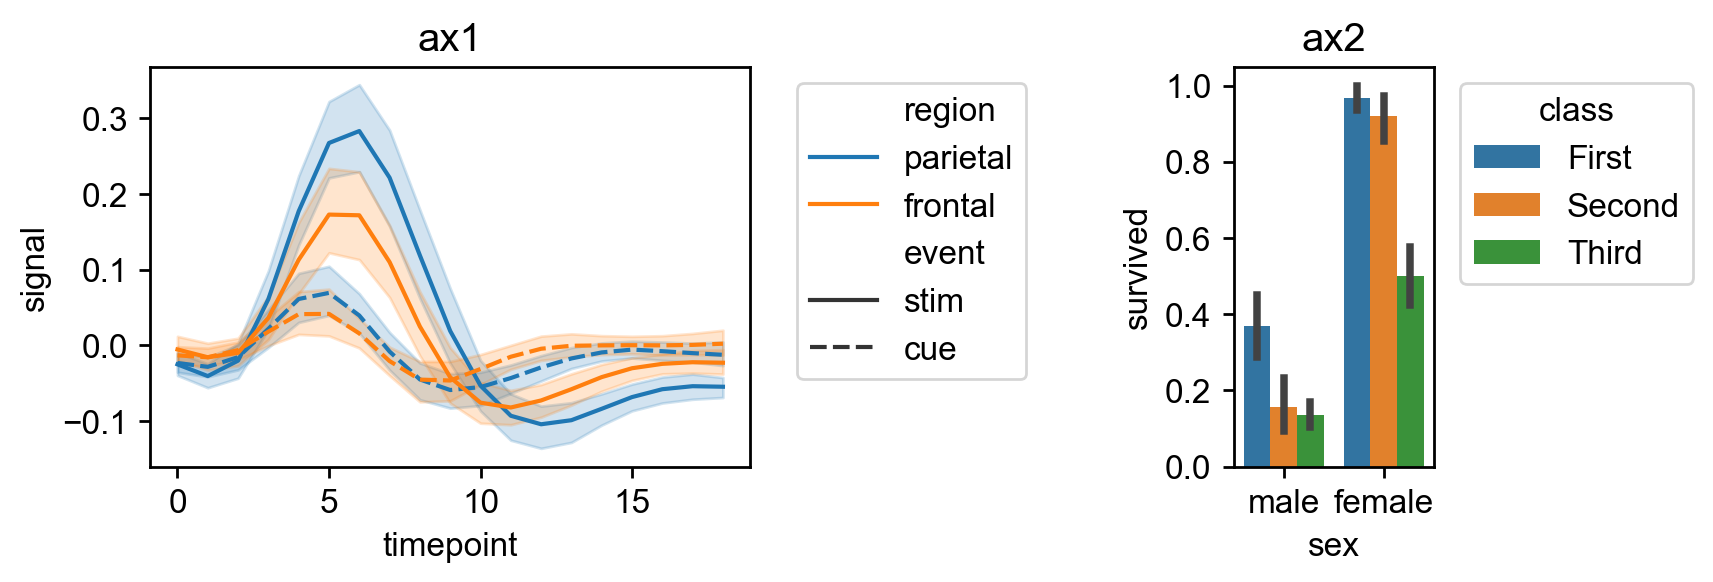 ax1
signal
0.3
0.2
0.1
0.0
−0.1
0 5 10 15
timepoint
region
parietal
frontal
event
stim
cue
ax2
survived
1.0
0.8
0.6
0.4
0.2
0.0
male female
sex
class
First
Second
Third